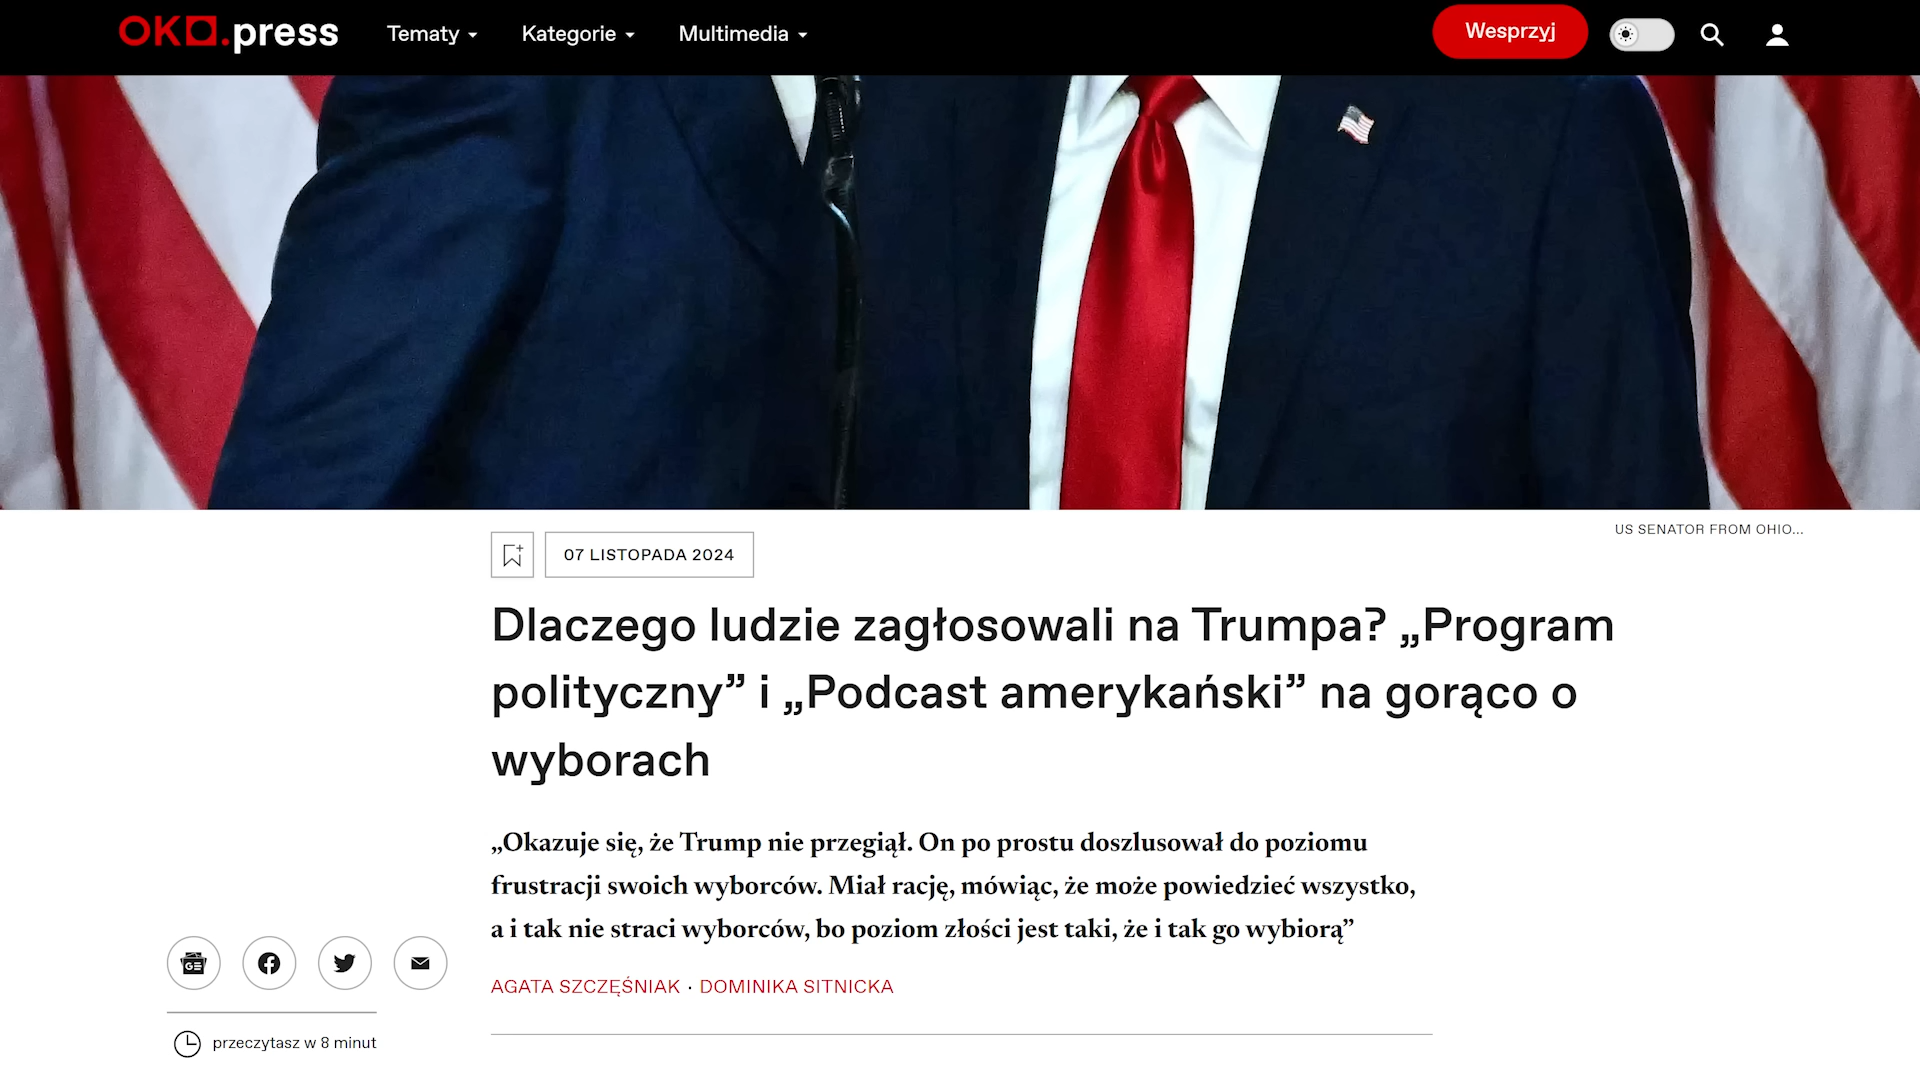 OKO.press
Tematy
Kategorie
Multimedia
Wesprzyj
US SENATOR FROM OHIO...
07 LISTOPADA 2024
Dlaczego ludzie zagłosowali na Trumpa? „Program
polityczny” i „Podcast amerykański” na gorąco o
wyborach
„Okazuje się, że Trump nie przegiął. On po prostu doszlusował do poziomu
frustracji swoich wyborców. Miał rację, mówiąc, że może powiedzieć wszystko,
a i tak nie straci wyborców, bo poziom złości jest taki, że i tak go wybiorą”
AGATA SZCZĘŚNIAK · DOMINIKA SITNICKA
przeczytasz w 8 minut